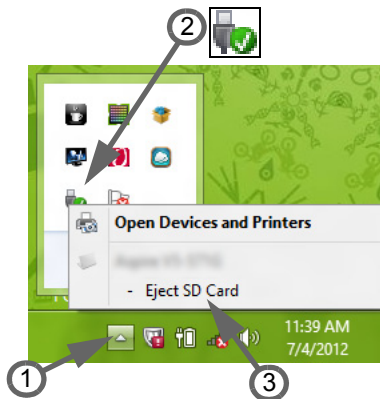 2
Open Devices and Printers
- Eject SD Card
11:39 AM
7/4/2012
1
3